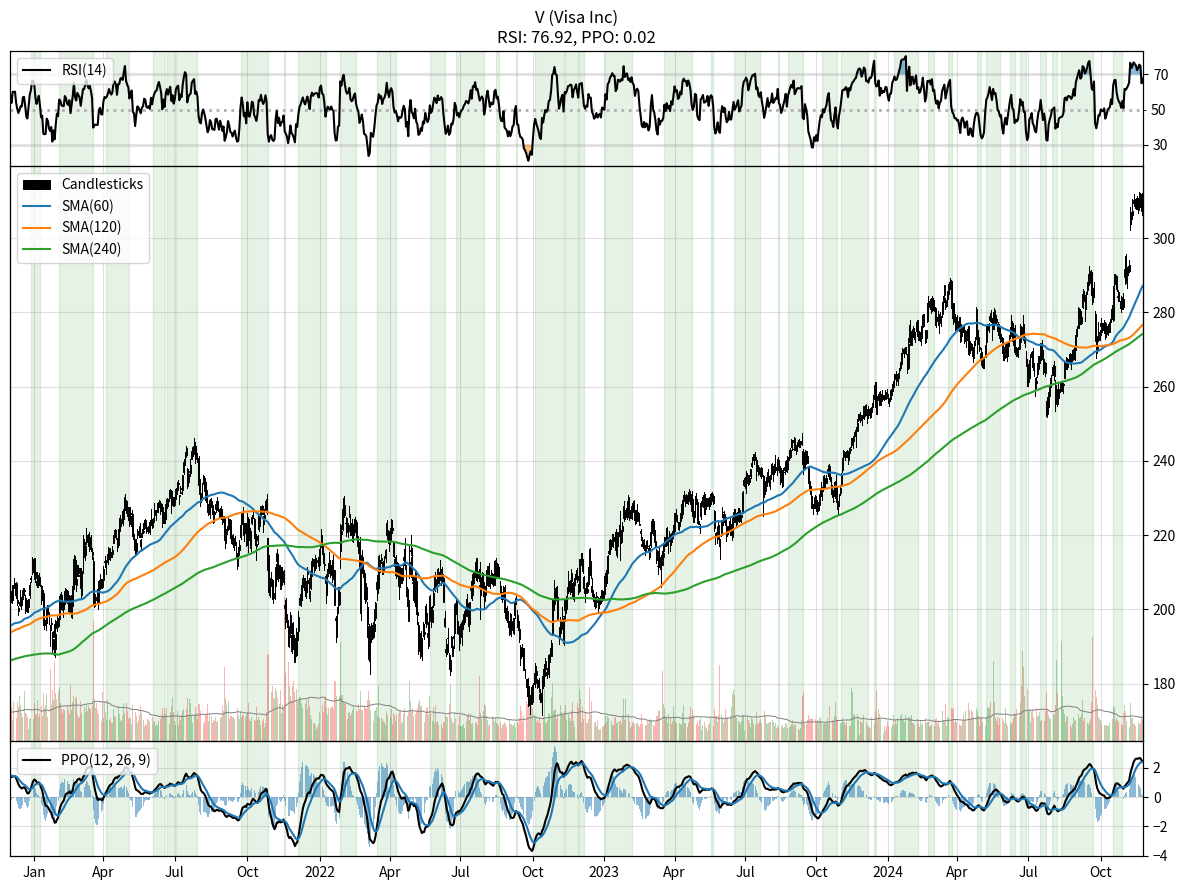 V (Visa Inc)
RSI: 76.92, PPO: 0.02
RSI(14)
70
50
30
Candlesticks
SMA(60)
SMA(120)
SMA(240)
300
280
260
240
220
200
180
PPO(12, 26, 9)
2
0
−2
−4
Jan Apr Jul Oct 2022 Apr Jul Oct 2023 Apr Jul Oct 2024 Apr Jul Oct